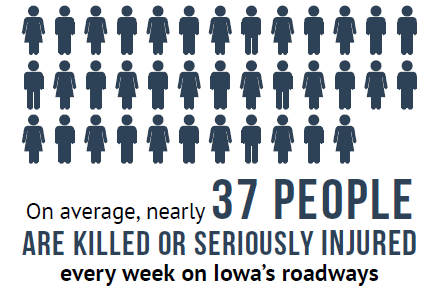 On average, nearly 37 PEOPLE
ARE KILLED OR SERIOUSLY INJURED
every week on Iowa's roadways